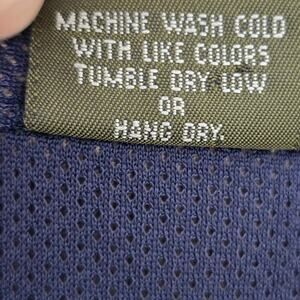 MACHINE WASH COLD
WITH LIKE COLORS
TUMBLE DRY LOW
OR
HANG DRY.